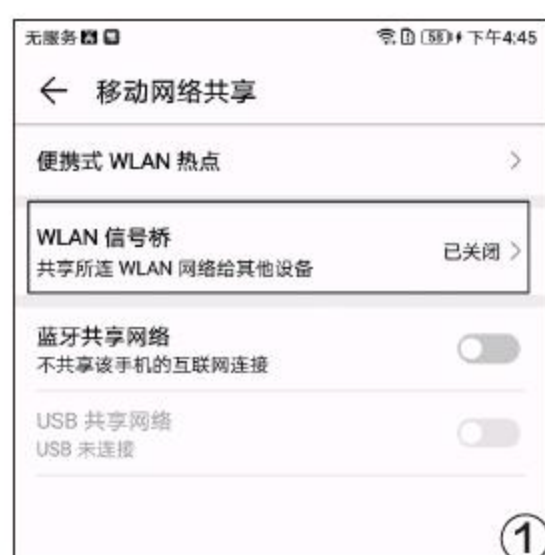 无服务 58 下午4:45
移动网络共享
便携式 WLAN 热点
WLAN 信号桥
已关闭
共享所连 WLAN 网络给其他设备
蓝牙共享网络
不共享该手机的互联网连接
USB 共享网络
USB 未连接
①